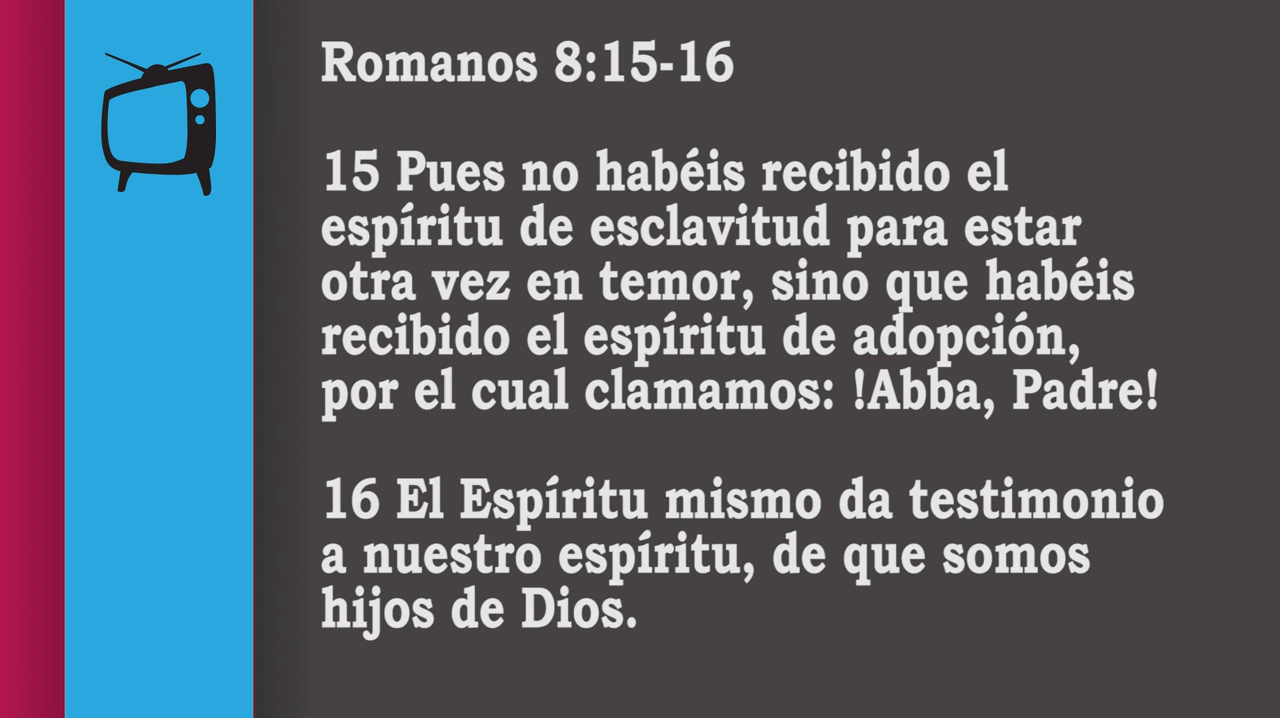 Romanos 8:15-16
15 Pues no habéis recibido el
espíritu de esclavitud para estar
otra vez en temor, sino que habéis
recibido el espíritu de adopción,
por el cual clamamos: !Abba, Padre!
16 El Espíritu mismo da testimonio
a nuestro espíritu, de que somos
hijos de Dios.